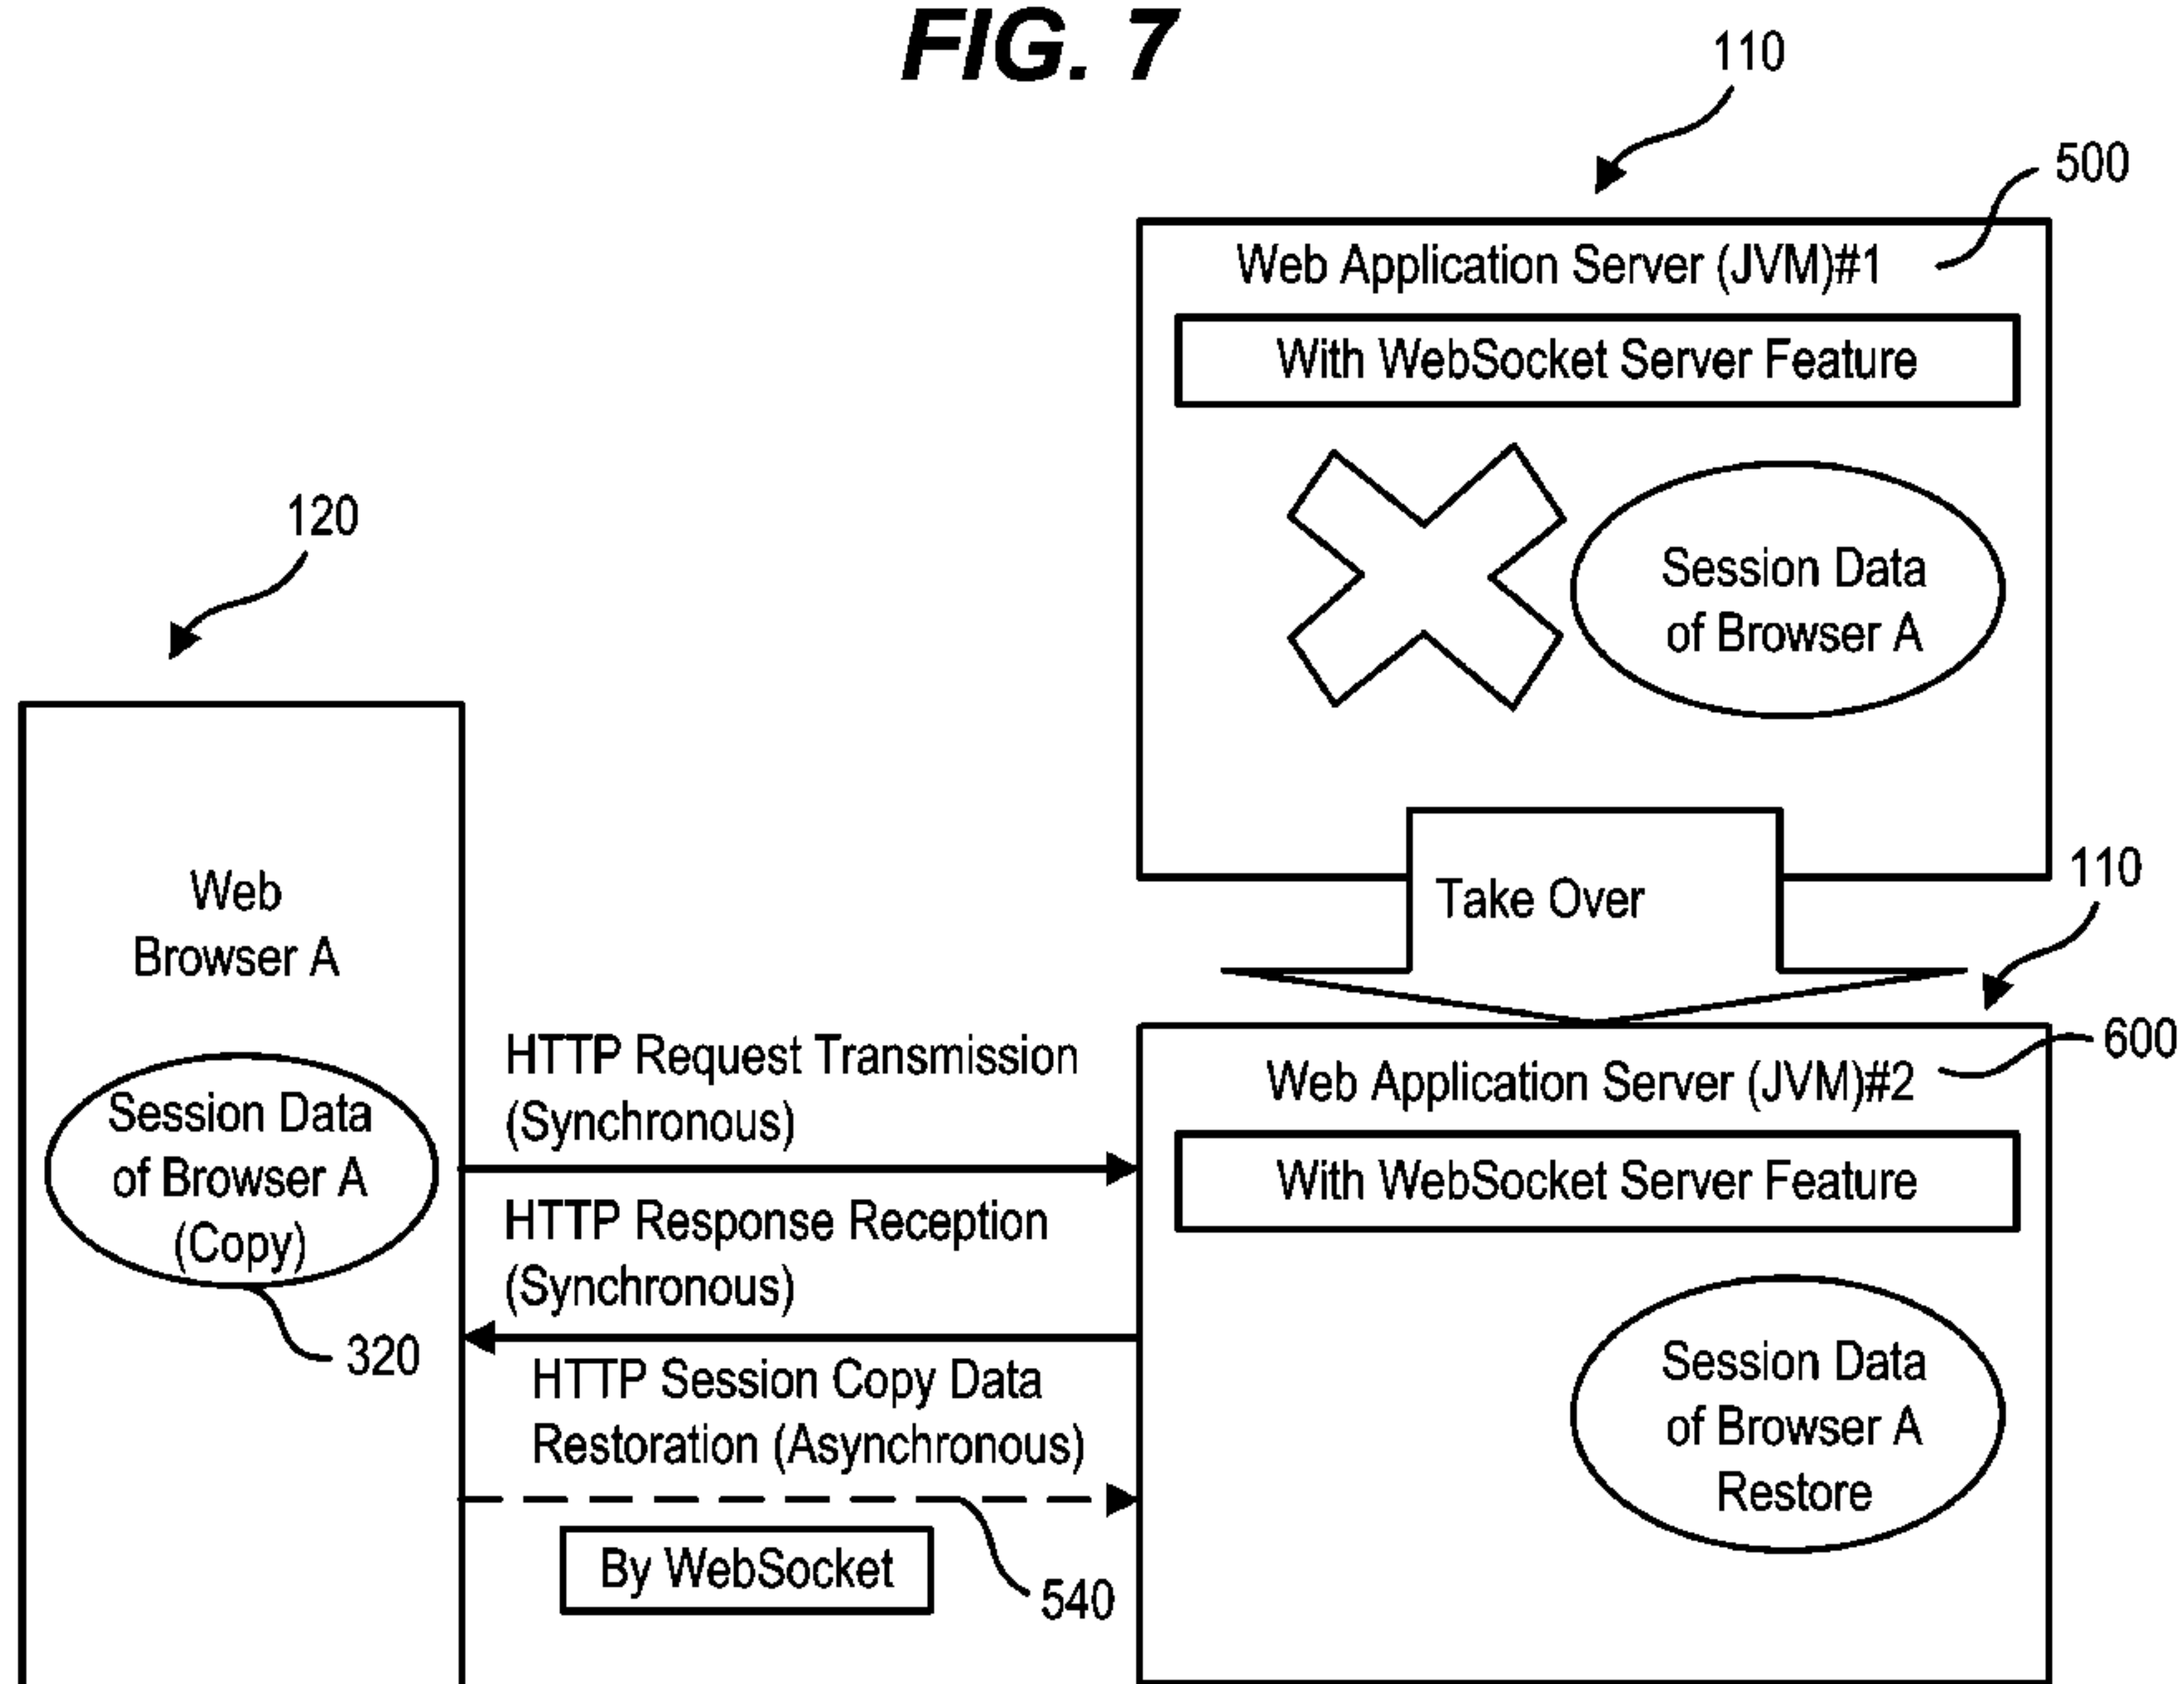 FIG. 7
110
500
Web Application Server (JVM)#1
With WebSocket Server Feature
Session Data
of Browser A
120
Take Over
110
Web
Browser A
Session Data
of Browser A
(Copy)
320
HTTP Request Transmission
(Synchronous)
HTTP Response Reception
(Synchronous)
HTTP Session Copy Data
Restoration (Asynchronous)
By WebSocket
540
600
Web Application Server (JVM)#2
With WebSocket Server Feature
Session Data
of Browser A
Restore